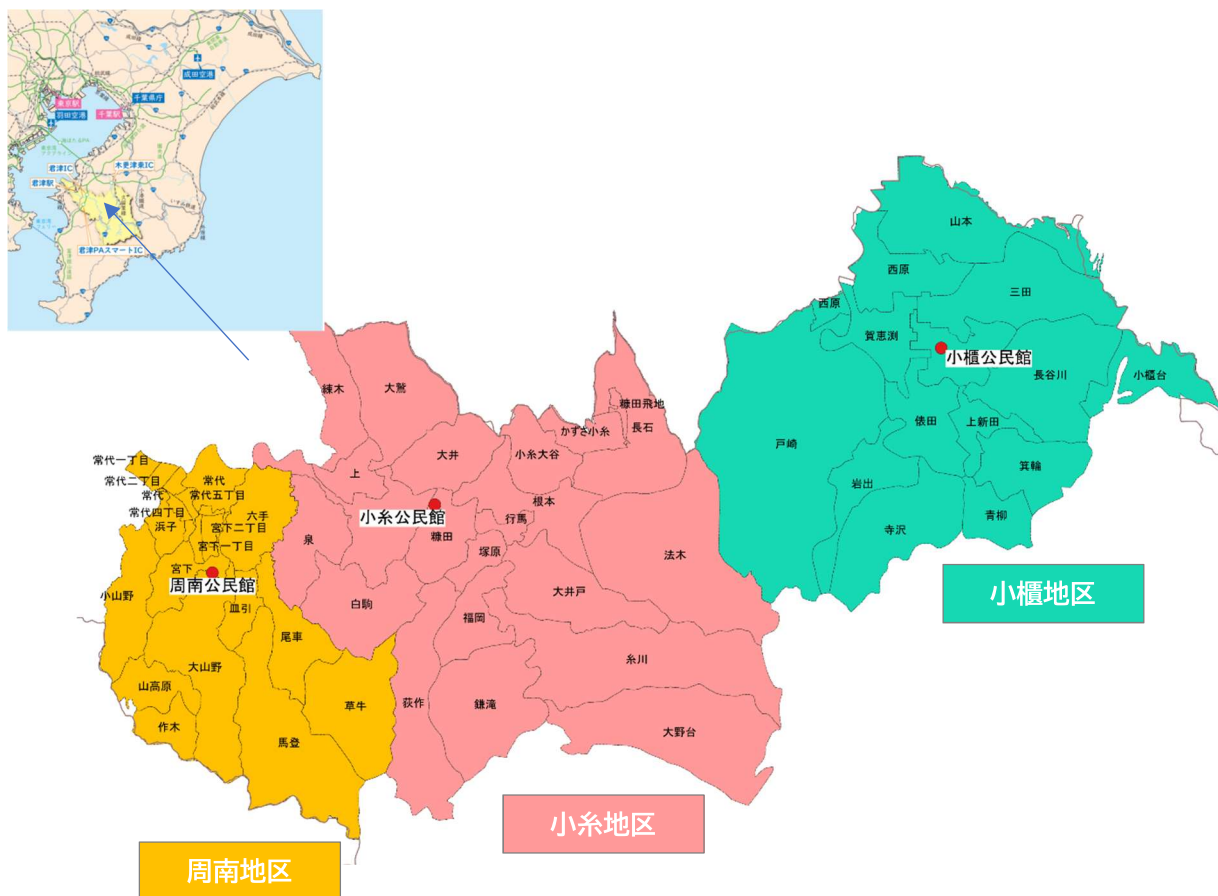 成田線
成田空港
東京駅
羽田空港
千葉県庁
千葉駅
君津IC
木更津東IC
君津駅
いすみ鉄道
君津PAスマートIC
山本
西原
三田
西原
賀恵渕
小櫃公民館
長谷川
小櫃台
俵田
上新田
戸崎
箕輪
岩出
青柳
寺沢
小櫃地区
練木
大鷲
糠田飛地
長石
かずさ小糸
大井
小糸大谷
上
根本
小糸公民館
行馬
泉
糠田
塚原
法木
白駒
大井戸
福岡
糸川
荻作
鎌滝
大野台
小糸地区
常代一丁目
常代二丁目
常代
常代
常代五丁目
常代四丁目
六手
浜子
宮下二丁目
宮下一丁目
宮下
周南公民館
小山野
皿引
尾車
大山野
山高原
草牛
作木
馬登
周南地区